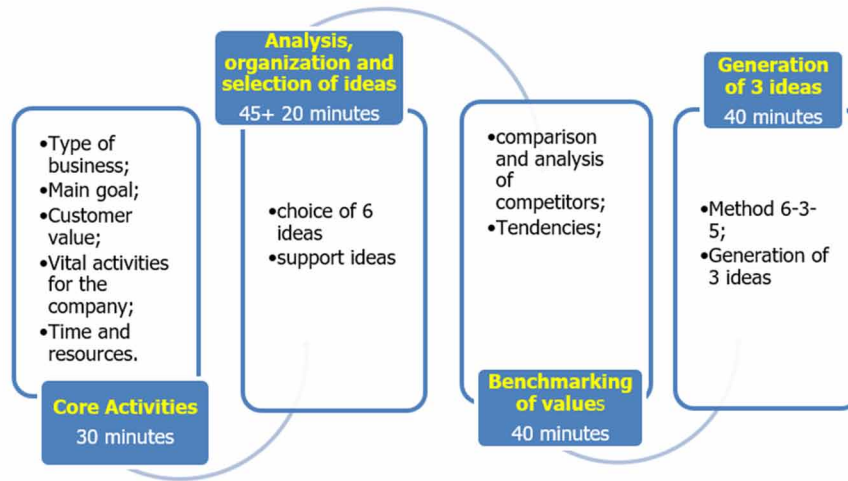 •Type of
business;
•Main goal;
•Customer
value;
•Vital activities
for the
company;
•Time and
resources.
Core Activities
30 minutes
Analysis,
organization and
selection of ideas
45+ 20 minutes
•choice of 6
ideas
•support ideas
•comparison
and analysis
of
competitors;
•Tendencies;
Benchmarking
of values
40 minutes
Generation
of 3 ideas
40 minutes
•Method 6-3-
5;
•Generation of
3 ideas